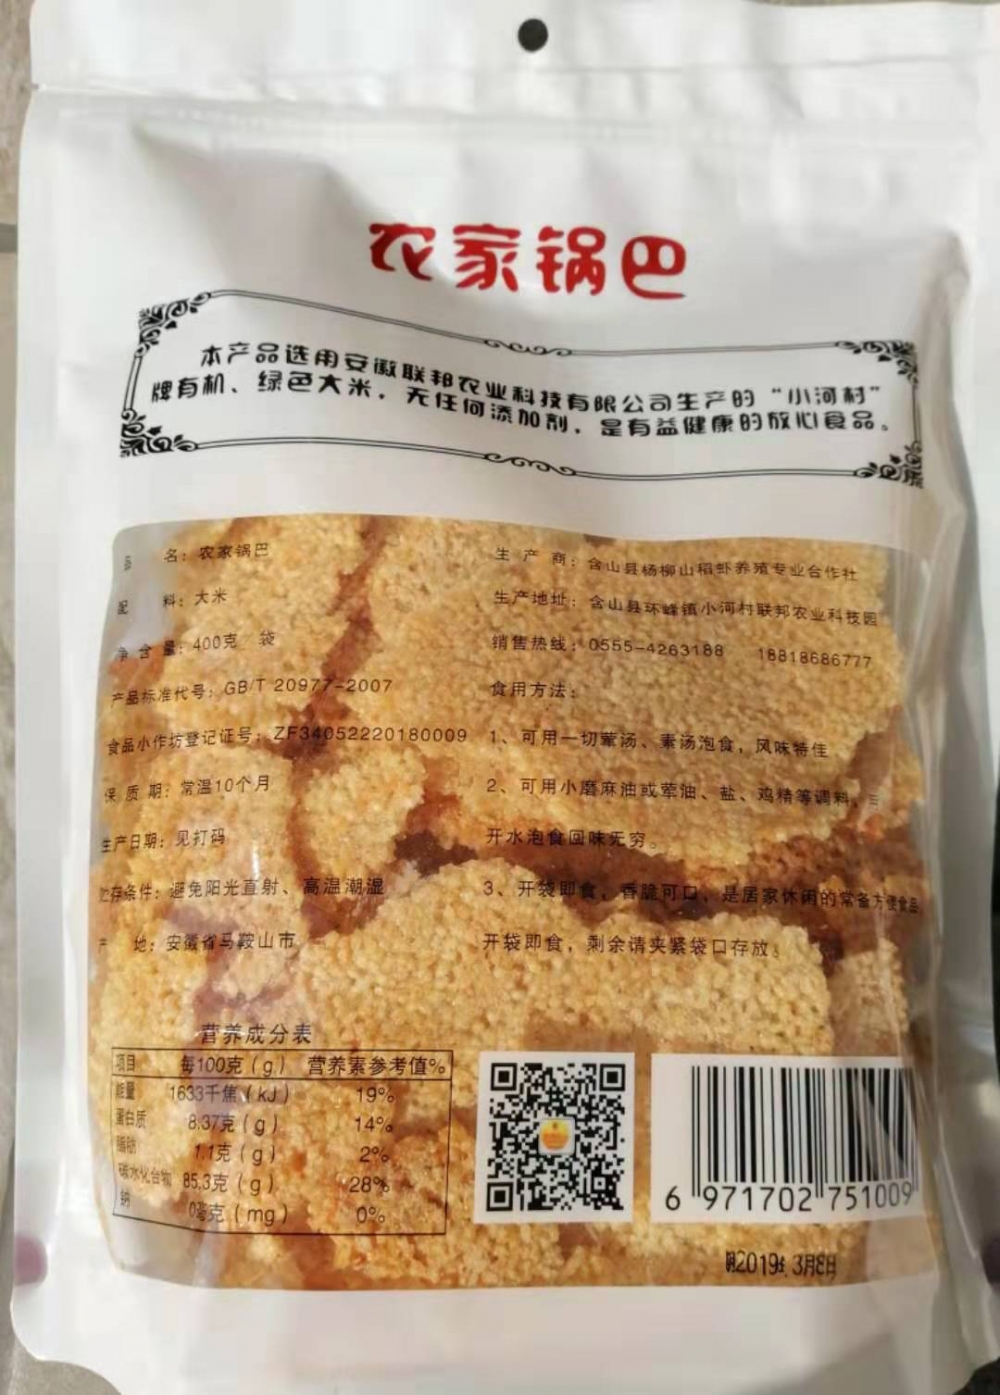 农家锅巴
本产品选用安徽联邦农业科技有限公司生产的“小河村”
牌有机、绿色大米，无任何添加剂，是有益健康的放心食品。
品 名：农家锅巴
配 料：大米
净 含 量：400克 袋
产品标准代号：GB/T 20977-2007
食品小作坊登记证号：ZF34052220180009
保 质 期：常温10个月
生产日期：见打码
贮存条件：避免阳光直射、高温潮湿
产 地：安徽省马鞍山市
生 产 商：含山县杨柳山稻虾养殖专业合作社
生产地址：含山县环峰镇小河村联邦农业科技园
销售热线：0555-4263188 18818686777
食用方法：
1、可用一切荤汤、素汤泡食，风味特佳
2、可用小磨麻油或荤油、盐、鸡精等调料，
开水泡食回味无穷。
3、开袋即食，香脆可口，是居家休闲的常备方便食品
开袋即食，剩余请夹紧袋口存放。
营养成分表
项目 每100克（g） 营养素参考值%
能量 1633千焦（kJ） 19%
蛋白质 8.37克（g） 14%
脂肪 1.1克（g） 2%
碳水化合物 85.3克（g） 28%
钠 0毫克（mg） 0%
6 971702 751009
2019年 3月8日